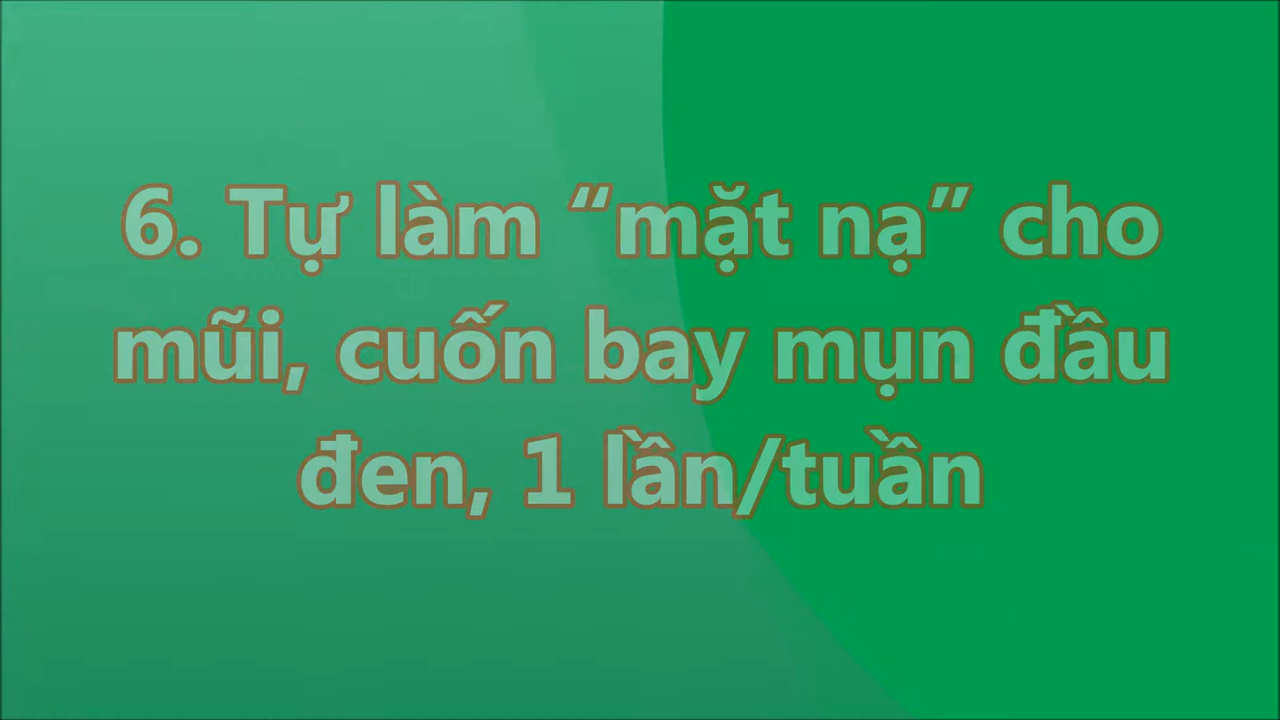 6. Tự làm “mặt nạ” cho
mũi, cuốn bay mụn đầu
đen, 1 lần/tuần